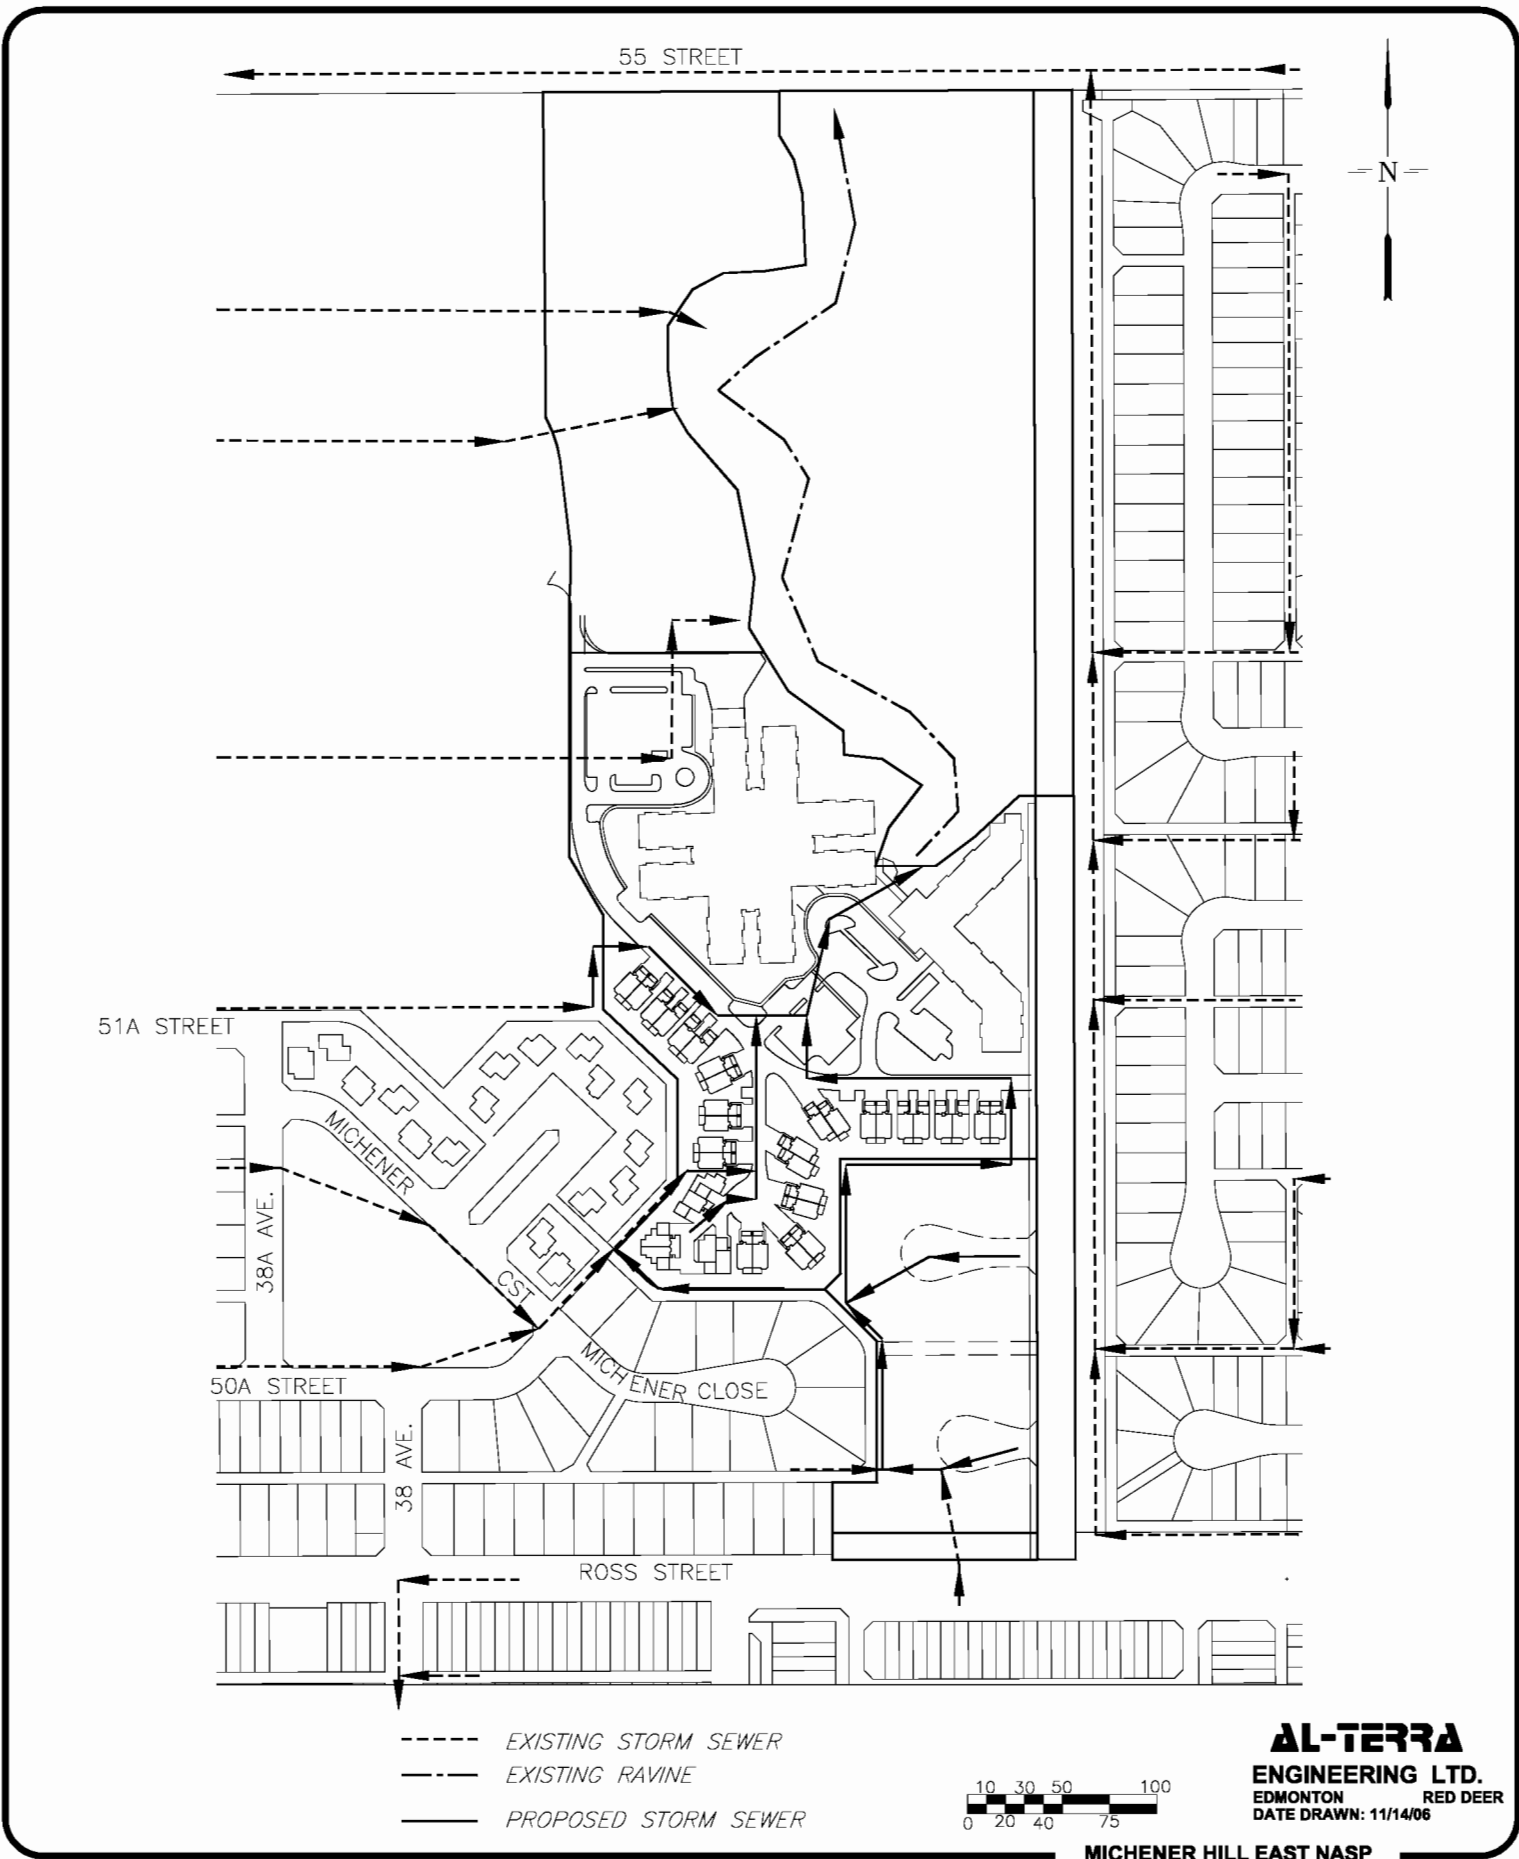 55 STREET
N
51A STREET
MICHENER
38A AVE.
CST
MICHENER CLOSE
50A STREET
38 AVE.
ROSS STREET
EXISTING STORM SEWER
EXISTING RAVINE
PROPOSED STORM SEWER
10 30 50 100
0 20 40 75
AL-TERRA
ENGINEERING LTD.
EDMONTON RED DEER
DATE DRAWN: 11/14/06
MICHENER HILL EAST NASP